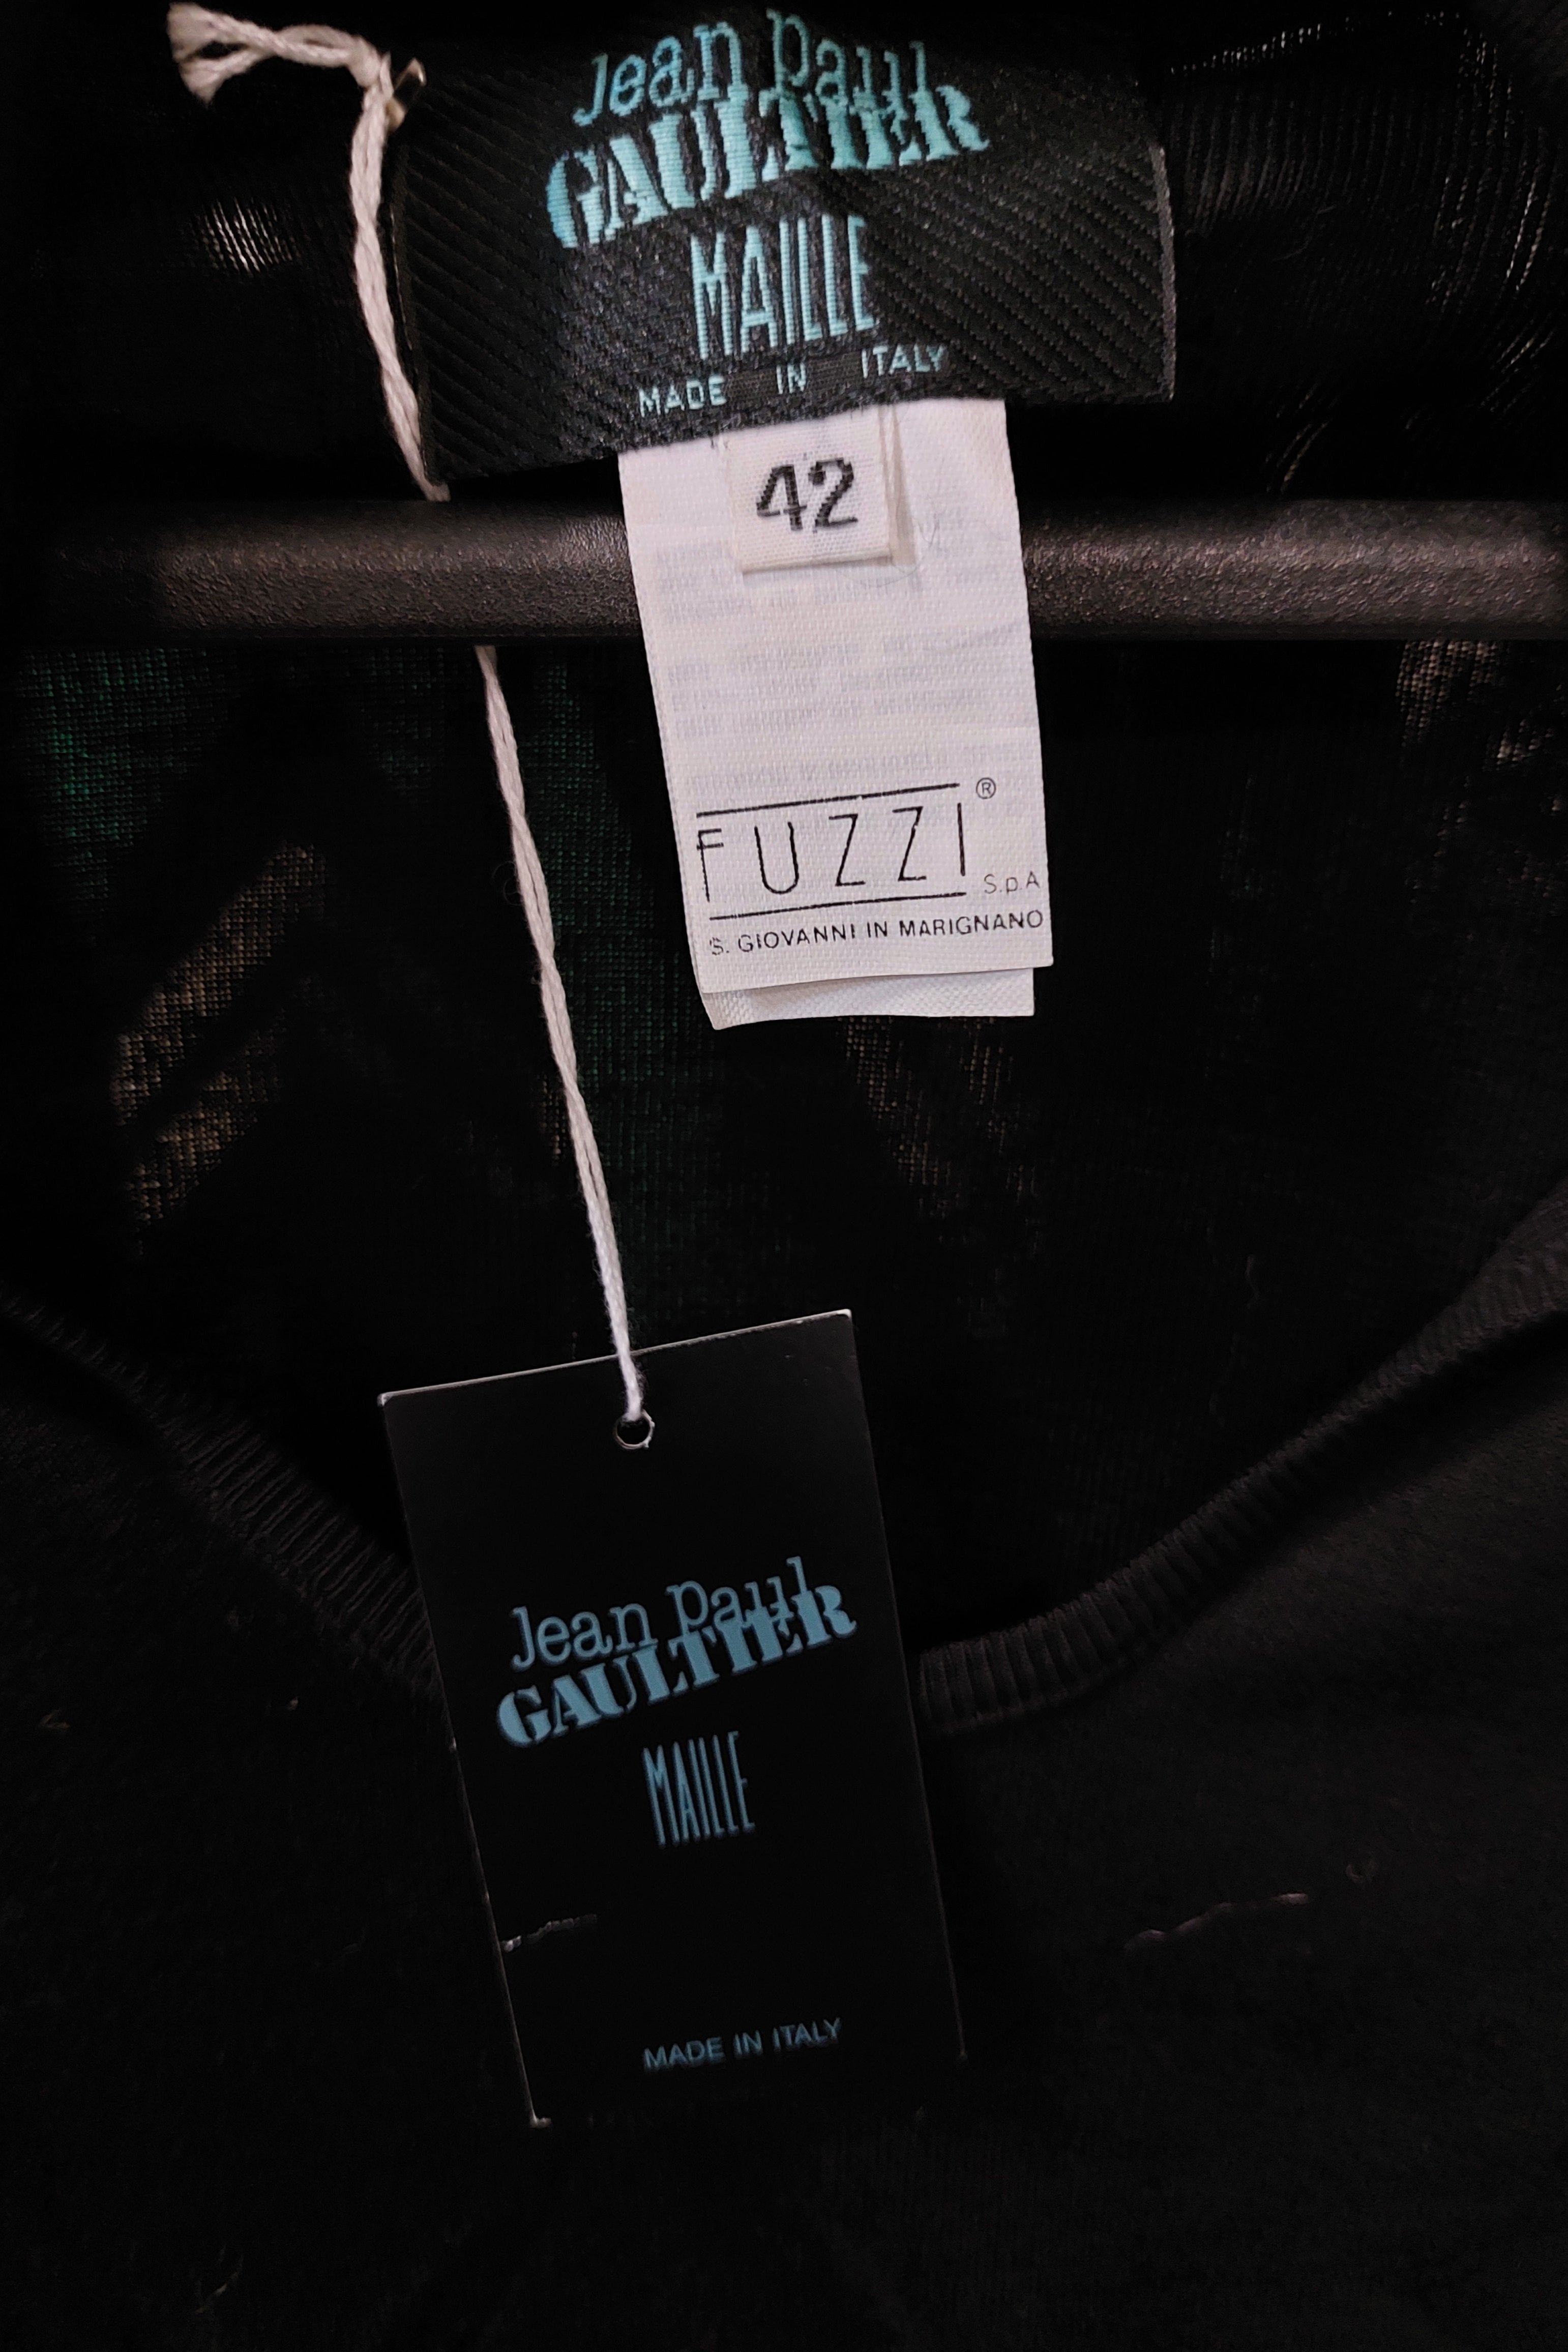 Jean Paul
GAULTIER
MAILLE
MADE IN ITALY
42
FUZZI®
S.p.A
S. GIOVANNI IN MARIGNANO
Jean Paul
GAULTIER
MAILLE
MADE IN ITALY